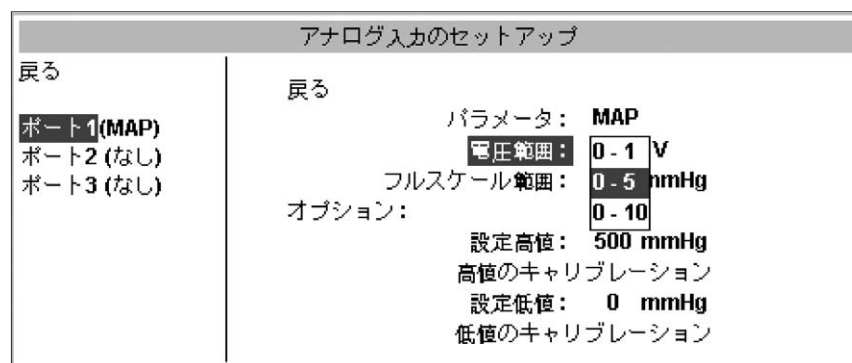 アナログ入力のセットアップ
戻る
ポート1(MAP)
ポート2 (なし)
ポート3 (なし)
戻る
パラメータ： MAP
電圧範囲： 0 - 1 V
フルスケール範囲： 0 - 5 mmHg
オプション： 0 - 10
設定高値： 500 mmHg
高値のキャリブレーション
設定低値： 0 mmHg
低値のキャリブレーション